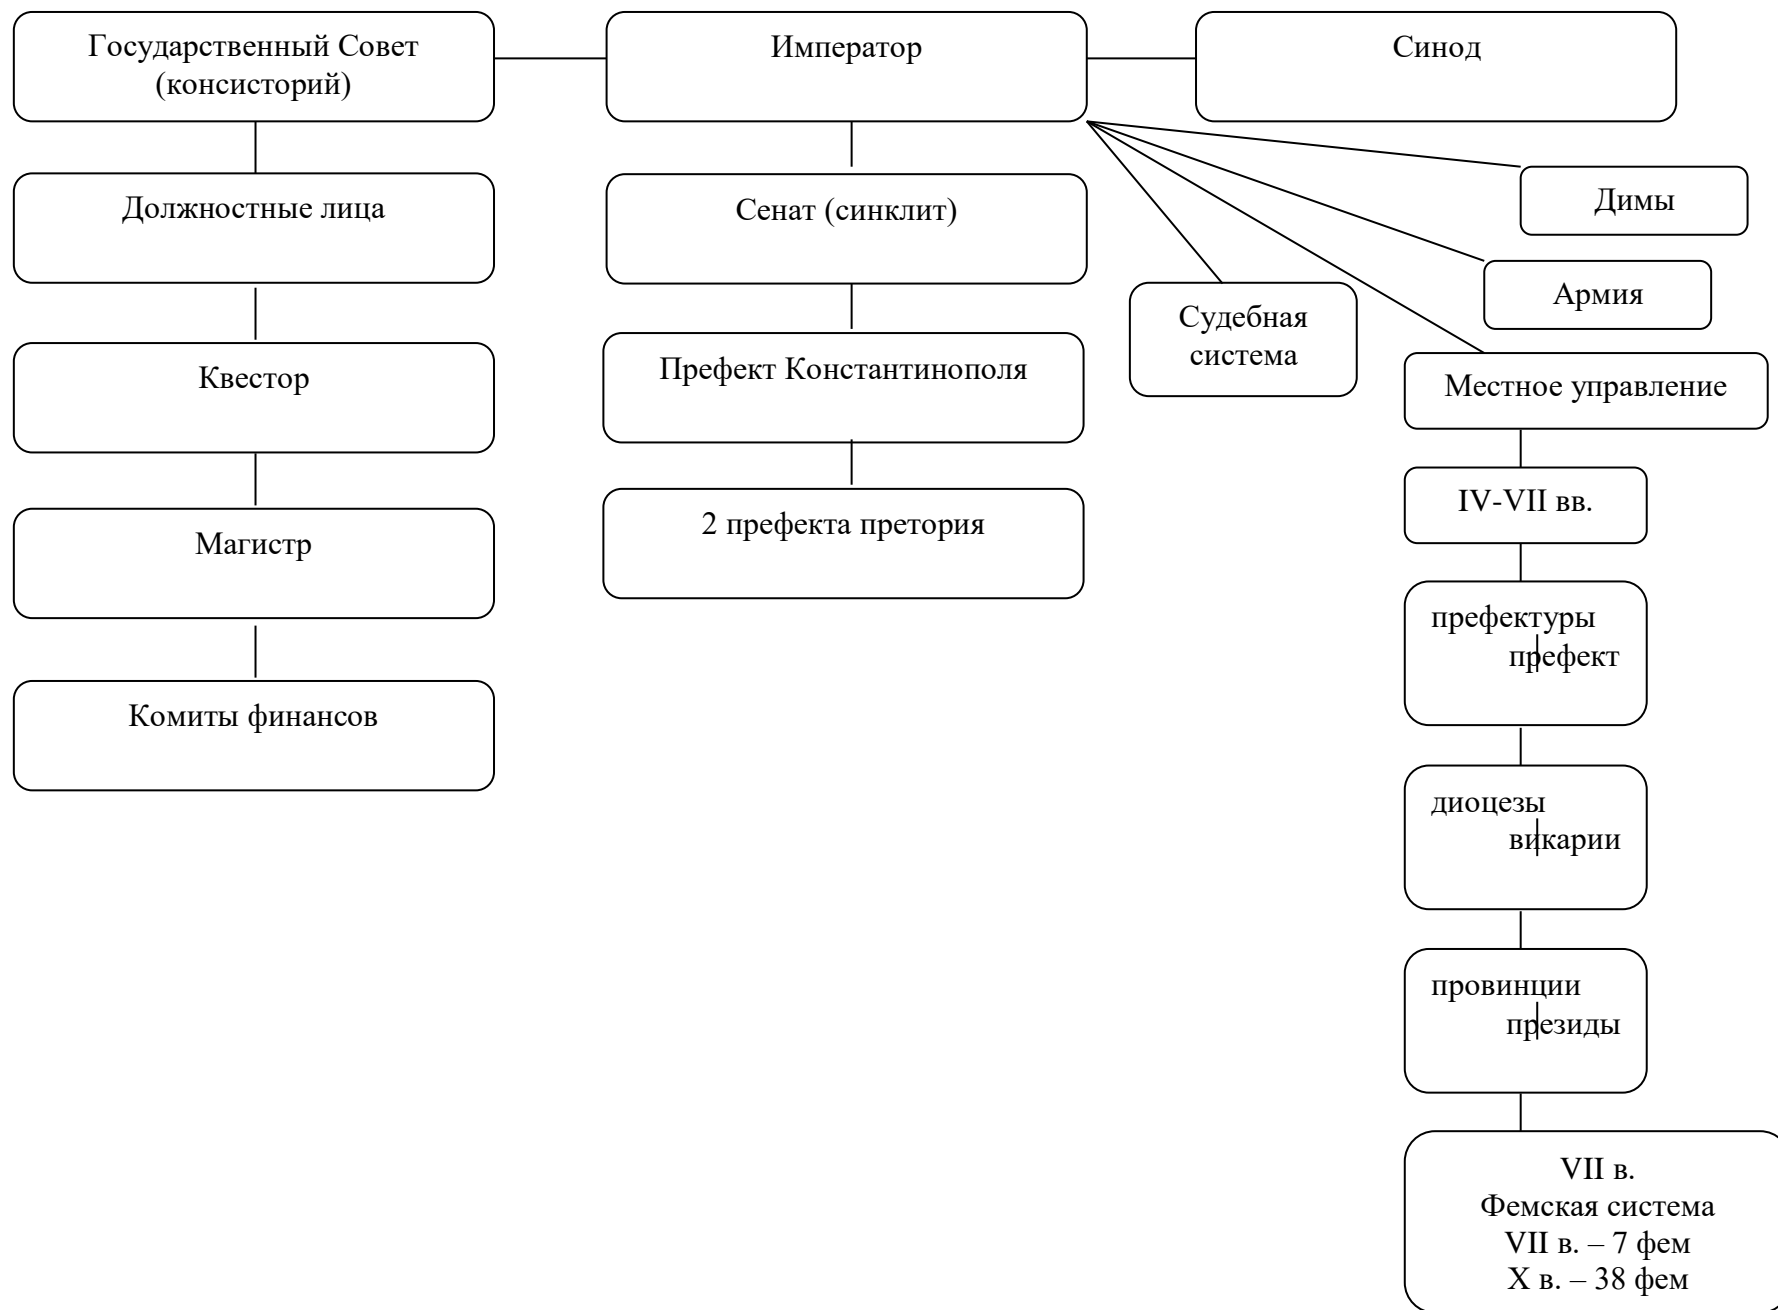 Государственный Совет
(консисторий)
Император
Синод
Должностные лица
Сенат (синклит)
Димы
Армия
Судебная
система
Квестор
Префект Константинополя
Местное управление
IV-VII вв.
Магистр
2 префекта претория
префектуры
префект
Комиты финансов
диоцезы
викарии
провинции
президы
VII в.
Фемская система
VII в. – 7 фем
X в. – 38 фем